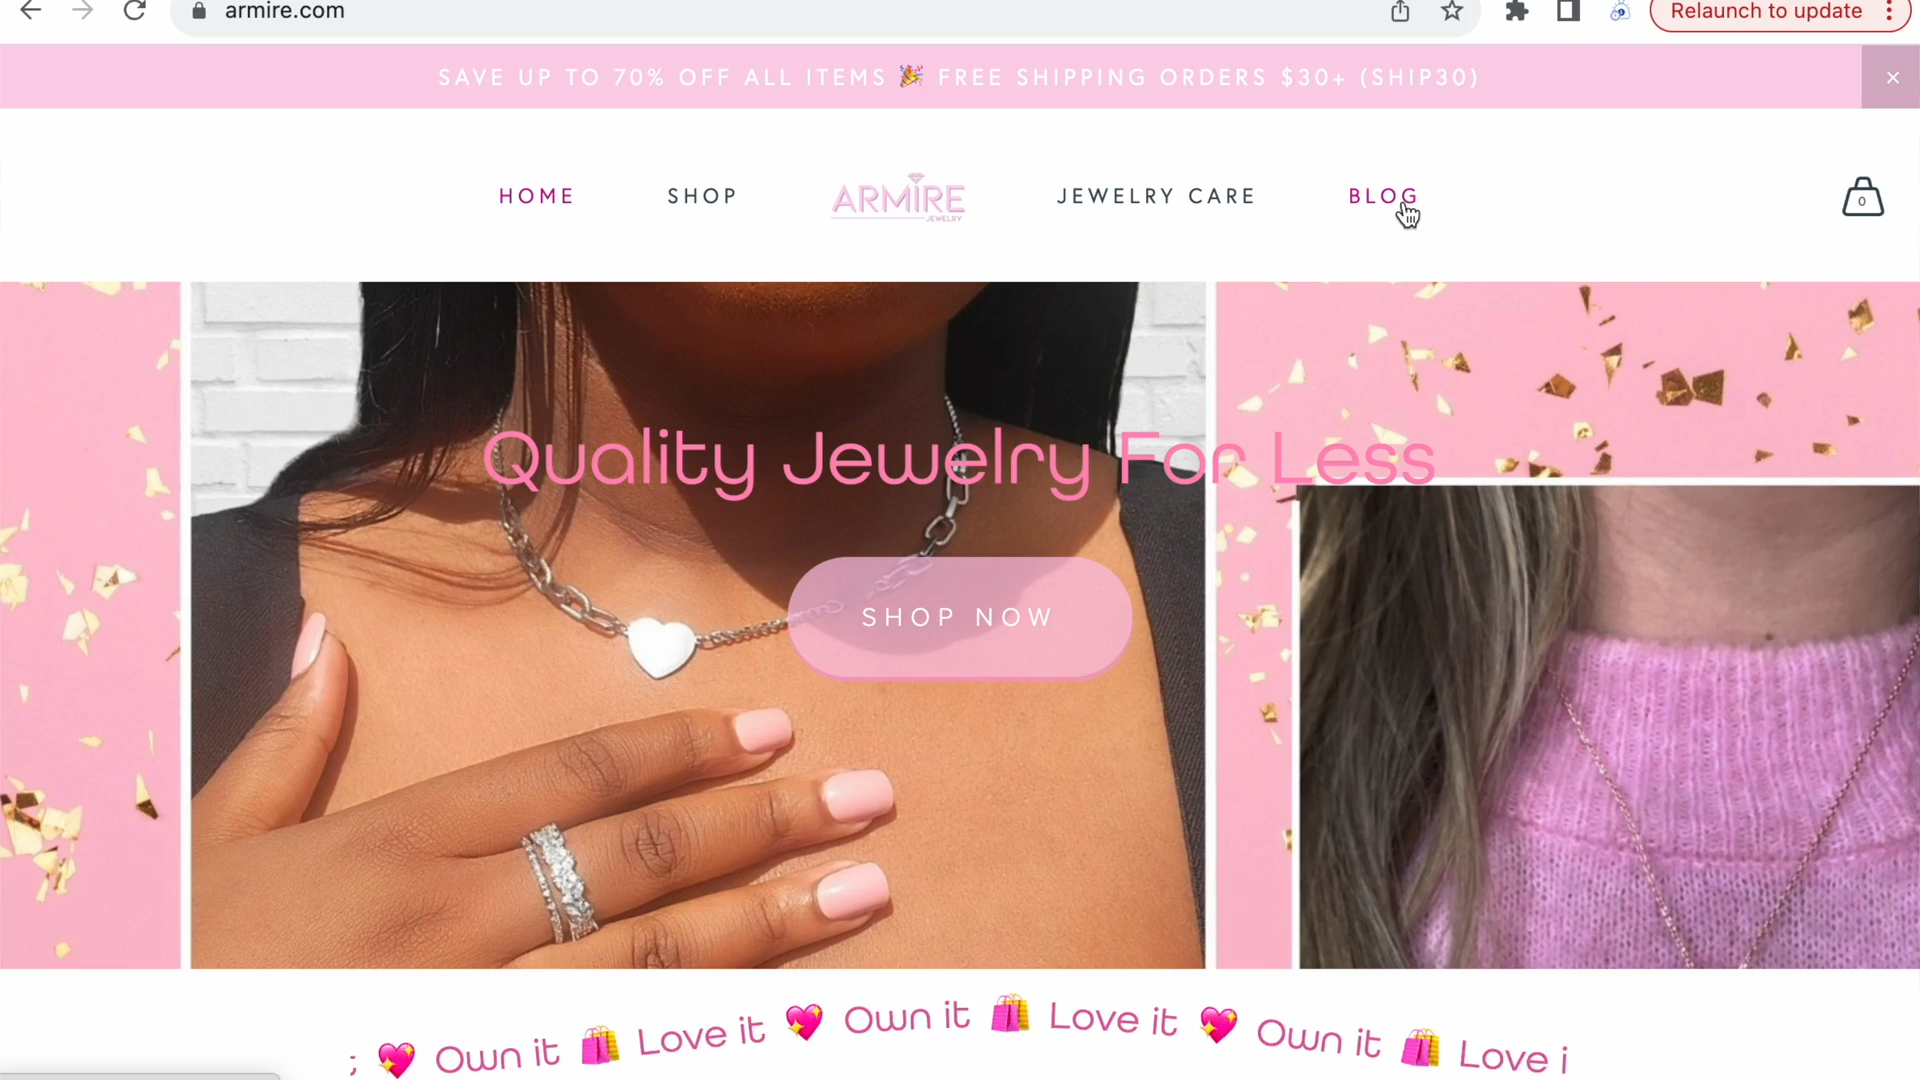 armire.com
Relaunch to update
SAVE UP TO 70% OFF ALL ITEMS 🎉 FREE SHIPPING ORDERS $30+ (SHIP30)
HOME
SHOP
ARMIRE
JEWELRY
JEWELRY CARE
BLOG
0
Quality Jewelry For Less
SHOP NOW
; 💖 Own it 🛍️ Love it 💖 Own it 🛍️ Love it 💖 Own it 🛍️ Love i